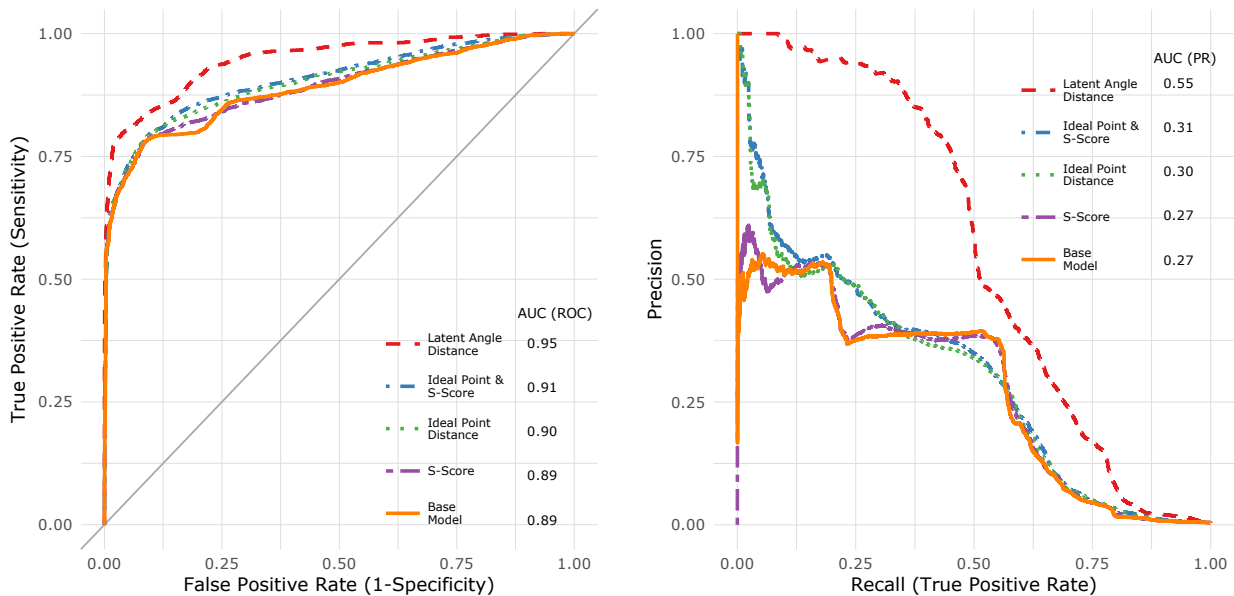 1.00
0.75
0.50
0.25
0.00
True Positive Rate (Sensitivity)
AUC (ROC)
Latent Angle
Distance
0.95
Ideal Point &
S-Score
0.91
Ideal Point
Distance
0.90
S-Score
0.89
Base
Model
0.89
0.00
0.25
0.50
0.75
1.00
False Positive Rate (1-Specificity)
1.00
0.75
0.50
0.25
0.00
Precision
AUC (PR)
Latent Angle
Distance
0.55
Ideal Point &
S-Score
0.31
Ideal Point
Distance
0.30
S-Score
0.27
Base
Model
0.27
0.00
0.25
0.50
0.75
1.00
Recall (True Positive Rate)